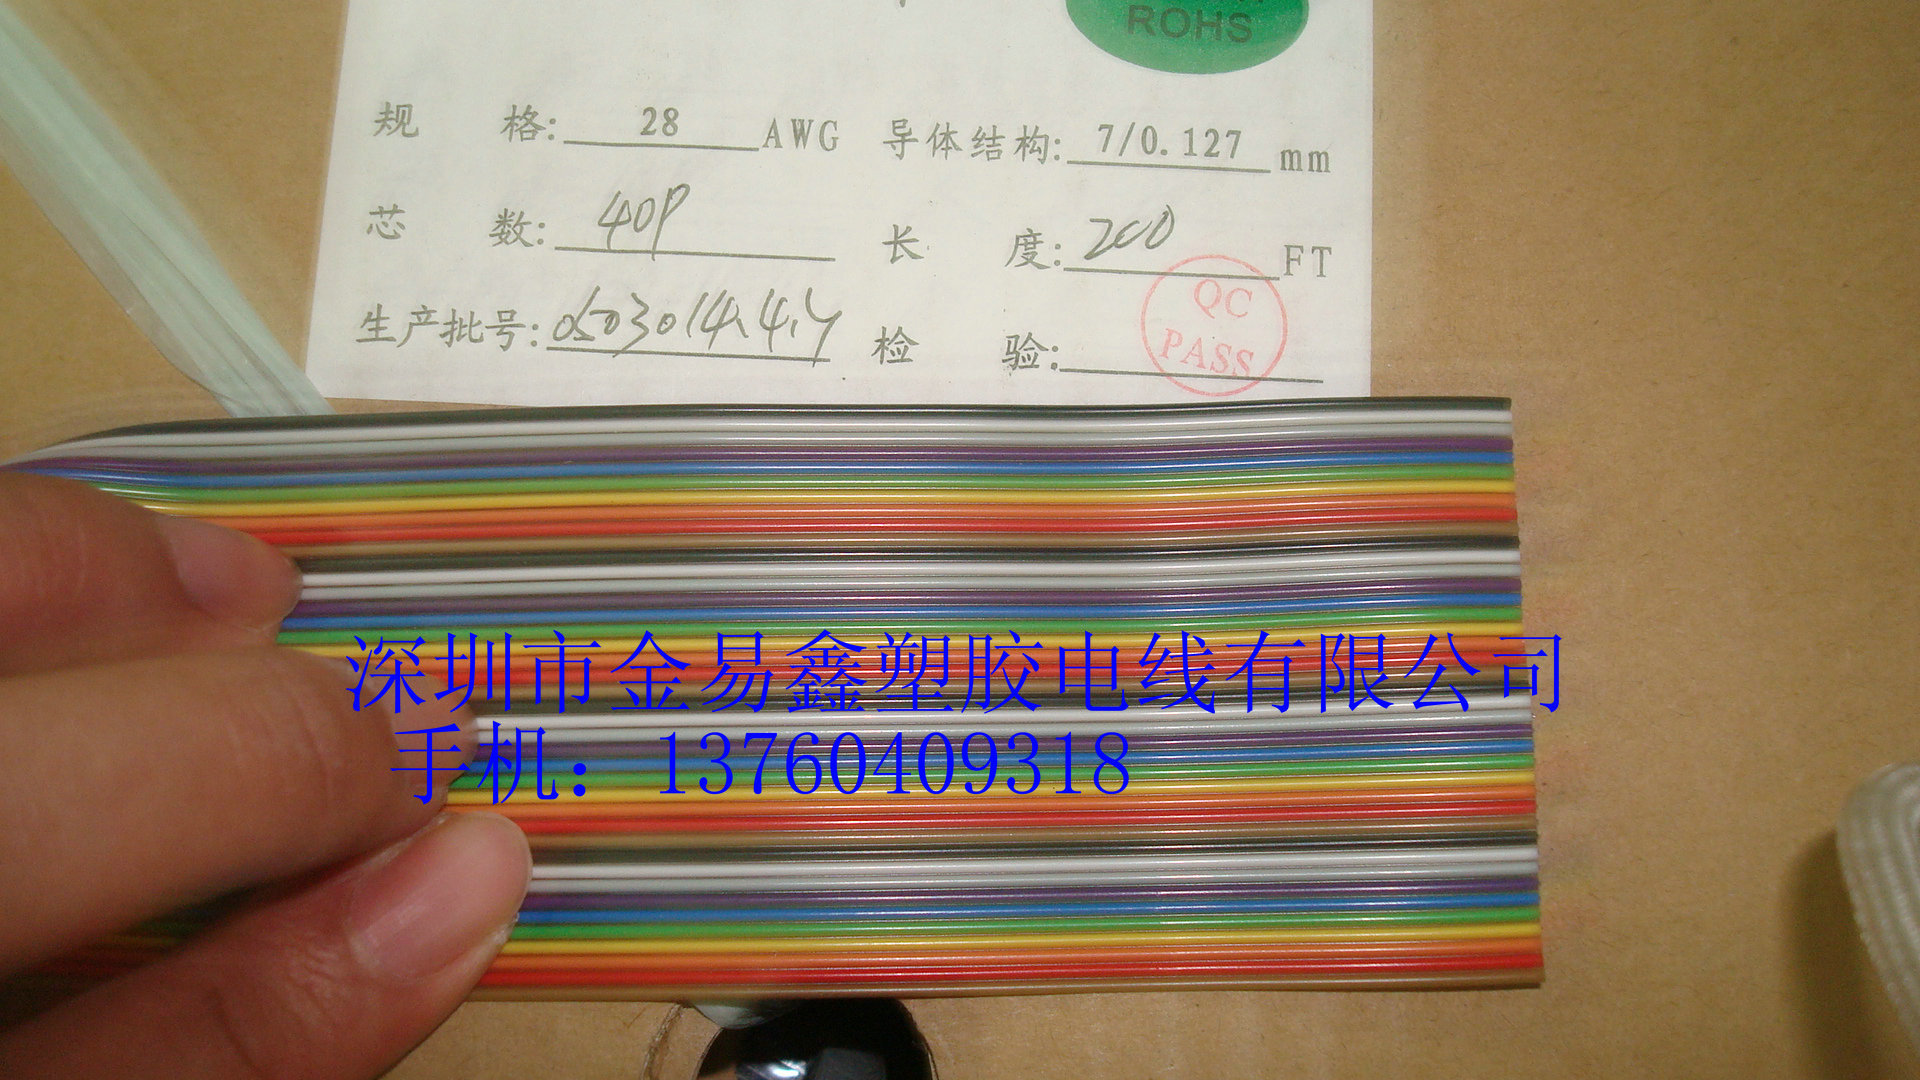 ROHS
规 格: 28 AWG 导体结构: 7/0.127 mm
芯 数: 40P 长 度: 200 FT
生产批号: 检 验: QC PASS
深圳市金易鑫塑胶电线有限公司
手机：13760409318